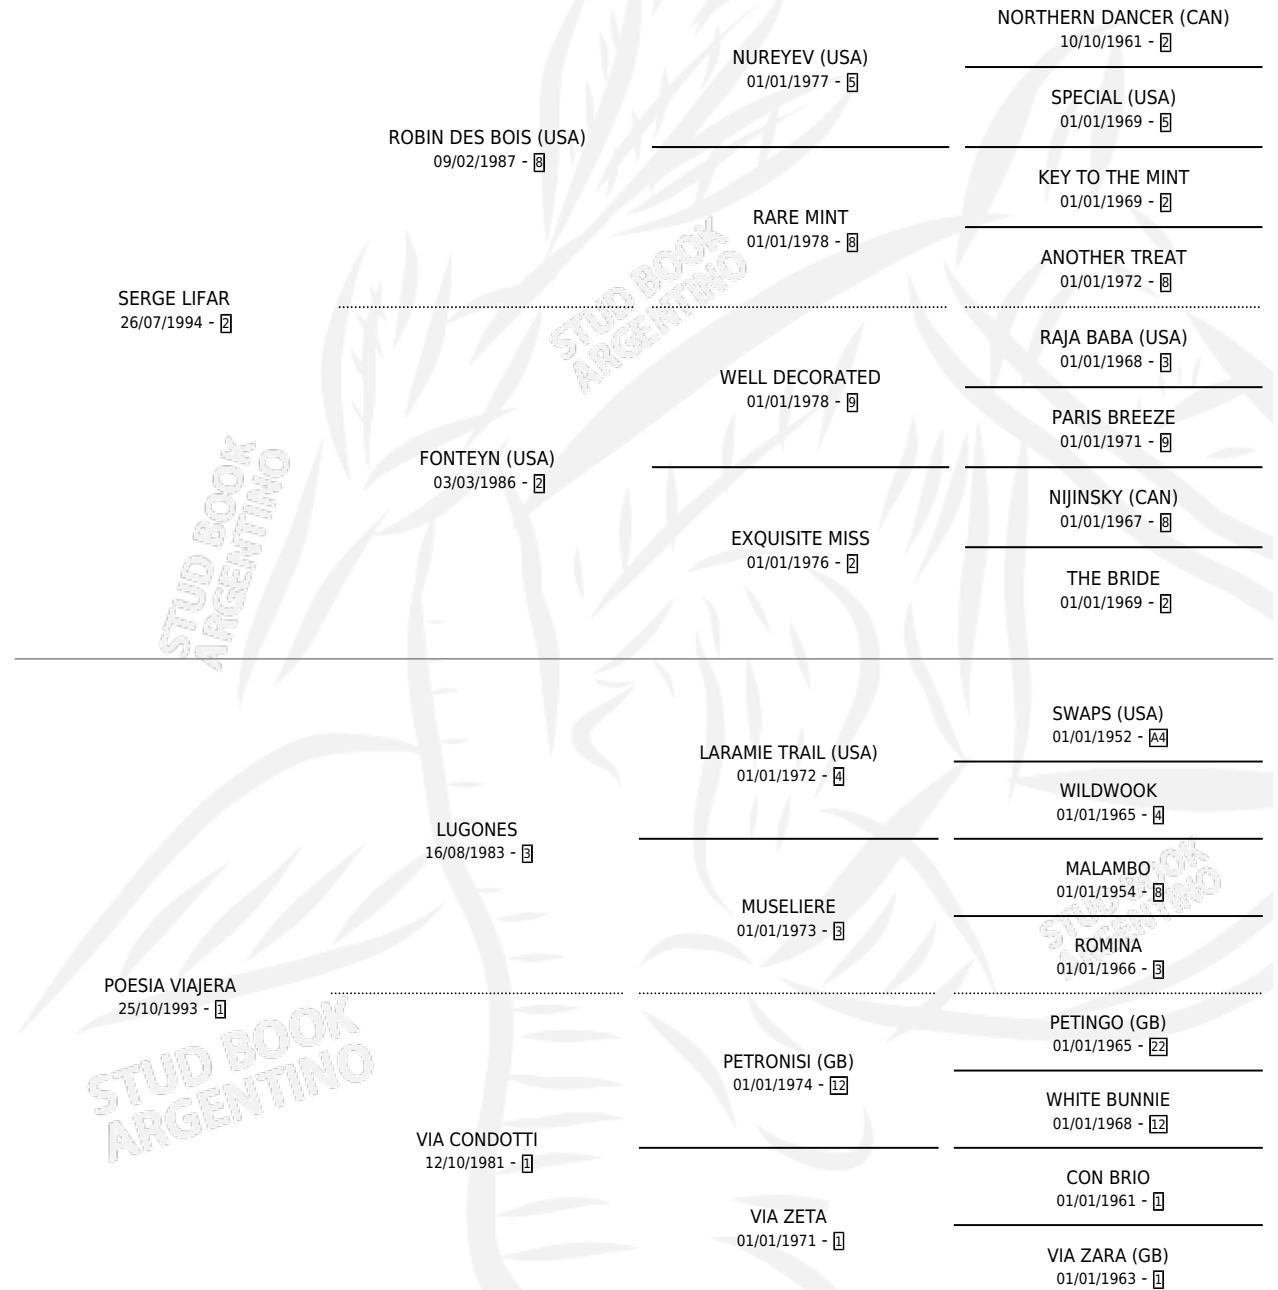 NORTHERN DANCER (CAN)
10/10/1961 - 2
NUREYEV (USA)
01/01/1977 - 5
SPECIAL (USA)
01/01/1969 - 5
ROBIN DES BOIS (USA)
09/02/1987 - 8
KEY TO THE MINT
01/01/1969 - 2
RARE MINT
01/01/1978 - 8
ANOTHER TREAT
01/01/1972 - 8
SERGE LIFAR
26/07/1994 - 2
STUD BOOK
ARGENTINO
RAJA BABA (USA)
01/01/1968 - 3
WELL DECORATED
01/01/1978 - 9
PARIS BREEZE
01/01/1971 - 9
FONTEYN (USA)
03/03/1986 - 2
NIJINSKY (CAN)
01/01/1967 - 8
EXQUISITE MISS
01/01/1976 - 2
THE BRIDE
01/01/1969 - 2
STUD BOOK
ARGENTINO
SWAPS (USA)
01/01/1952 - A4
LARAMIE TRAIL (USA)
01/01/1972 - 4
WILDWOOK
01/01/1965 - 4
LUGONES
16/08/1983 - 3
MALAMBO
01/01/1954 - 8
MUSELIERE
01/01/1973 - 3
ROMINA
01/01/1966 - 3
STUD BOOK
ARGENTINO
POESIA VIAJERA
25/10/1993 - 1
PETINGO (GB)
01/01/1965 - 22
PETRONISI (GB)
01/01/1974 - 12
WHITE BUNNIE
01/01/1968 - 12
STUD BOOK
ARGENTINO
VIA CONDOTTI
12/10/1981 - 1
CON BRIO
01/01/1961 - 1
VIA ZETA
01/01/1971 - 1
VIA ZARA (GB)
01/01/1963 - 1